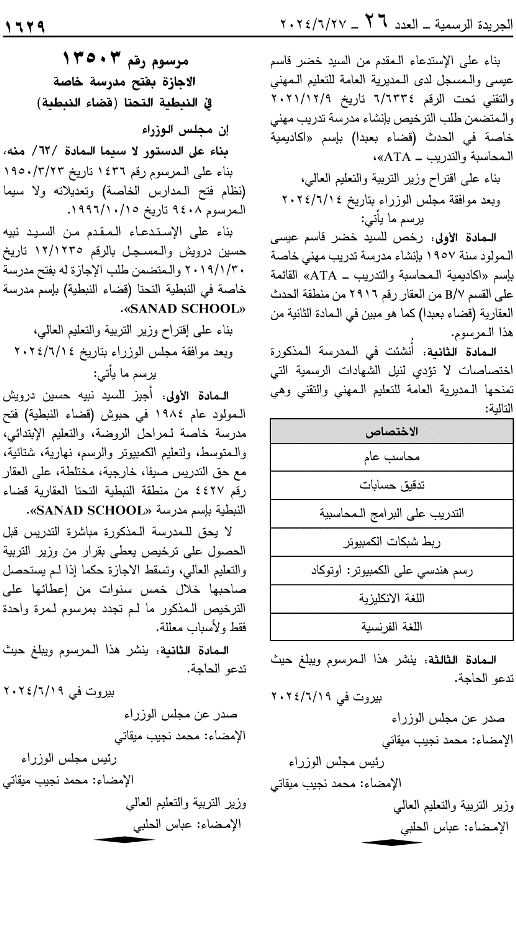 الجريدة الرسمية ــ العدد ٢٦ ــ ٢٠٢٤/٦/٢٧
١٦٢٩
بناء على الإستدعاء المقدم من السيد خضر قاسم
عيسى والمسجل لدى المديرية العامة للتعليم المهني
والتقني تحت الرقم ٦/٦٣٣٤ تاريخ ٢٠٢١/١٢/٩
والمتضمن طلب الترخيص بإنشاء مدرسة تدريب مهني
خاصة في الحدث (قضاء بعبدا) بإسم «اكاديمية
المحاسبة والتدريب ــ ATA»،
بناء على اقتراح وزير التربية والتعليم العالي،
وبعد موافقة مجلس الوزراء بتاريخ ٢٠٢٤/٦/١٤
يرسم ما يأتي:
المادة الأولى: رخص للسيد خضر قاسم عيسى
المولود سنة ١٩٥٧ بإنشاء مدرسة تدريب مهني خاصة
بإسم «اكاديمية المحاسبة والتدريب ــ ATA» القائمة
على القسم B/٧ من العقار رقم ٢٩١٦ من منطقة الحدث
العقارية (قضاء بعبدا) كما هو مبين في المادة الثانية من
هذا المرسوم.
المادة الثانية: أُنشئت في المدرسة المذكورة
اختصاصات لا تؤدي لنيل الشهادات الرسمية التي
تمنحها المديرية العامة للتعليم المهني والتقني وهي
التالية:
الاختصاص
محاسب عام
تدقيق حسابات
التدريب على البرامج المحاسبية
ربط شبكات الكمبيوتر
رسم هندسي على الكمبيوتر: اوتوكاد
اللغة الانكليزية
اللغة الفرنسية
المادة الثالثة: ينشر هذا المرسوم ويبلغ حيث
تدعو الحاجة.
بيروت في ٢٠٢٤/٦/١٩
صدر عن مجلس الوزراء
الإمضاء: محمد نجيب ميقاتي
رئيس مجلس الوزراء
الإمضاء: محمد نجيب ميقاتي
وزير التربية والتعليم العالي
الإمضاء: عباس الحلبي
مرسوم رقم ١٣٥٠٣
الاجازة بفتح مدرسة خاصة
في النبطية التحتا (قضاء النبطية)
إن مجلس الوزراء
بناء على الدستور لا سيما المادة /٦٢/ منه،
بناء على المرسوم رقم ١٤٣٦ تاريخ ١٩٥٠/٣/٢٣
(نظام فتح المدارس الخاصة) وتعديلاته ولا سيما
المرسوم ٩٤٠٨ تاريخ ١٩٩٦/١٠/١٥،
بناء على الإستدعاء المقدم من السيد نبيه
حسين درويش والمسجل بالرقم ١٢/١٢٣٥ تاريخ
٢٠١٩/١/٣٠ والمتضمن طلب الإجازة له بفتح مدرسة
خاصة في النبطية التحتا (قضاء النبطية) بإسم مدرسة
«SANAD SCHOOL»،
بناء على إقتراح وزير التربية والتعليم العالي،
وبعد موافقة مجلس الوزراء بتاريخ ٢٠٢٤/٦/١٤
يرسم ما يأتي:
المادة الأولى: أجيز للسيد نبيه حسين درويش
المولود عام ١٩٨٤ في حبوش (قضاء النبطية) فتح
مدرسة خاصة لمراحل الروضة، والتعليم الإبتدائي،
والمتوسط، ولتعليم الكمبيوتر والرسم، نهارية، شتائية،
مع حق التدريس صيفا، خارجية، مختلطة، على العقار
رقم ٤٤٢٧ من منطقة النبطية التحتا العقارية قضاء
النبطية بإسم مدرسة «SANAD SCHOOL».
لا يحق للمدرسة المذكورة مباشرة التدريس قبل
الحصول على ترخيص يعطى بقرار من وزير التربية
والتعليم العالي، وتسقط الاجازة حكما إذا لم يستحصل
صاحبها خلال خمس سنوات من إعطائها على
الترخيص المذكور ما لم تجدد بمرسوم لمرة واحدة
فقط ولأسباب معللة.
المادة الثانية: ينشر هذا المرسوم ويبلغ حيث
تدعو الحاجة.
بيروت في ٢٠٢٤/٦/١٩
صدر عن مجلس الوزراء
الإمضاء: محمد نجيب ميقاتي
رئيس مجلس الوزراء
الإمضاء: محمد نجيب ميقاتي
وزير التربية والتعليم العالي
الإمضاء: عباس الحلبي